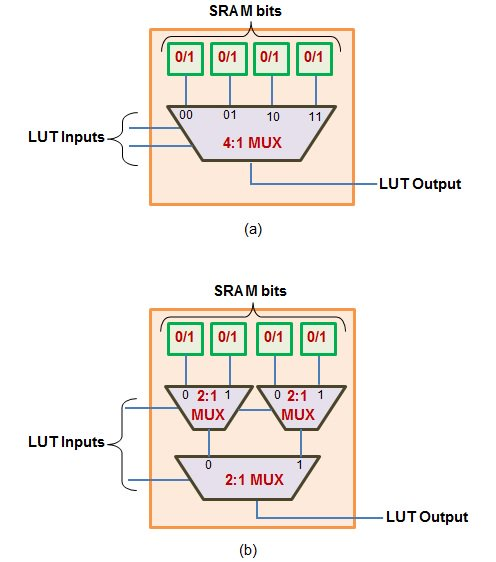 SRAM bits
0/1 0/1 0/1 0/1
00 01 10 11
LUT Inputs
4:1 MUX
LUT Output
(a)
SRAM bits
0/1 0/1 0/1 0/1
0 2:1 1 0 2:1 1
MUX MUX
LUT Inputs
0 1
2:1 MUX
LUT Output
(b)